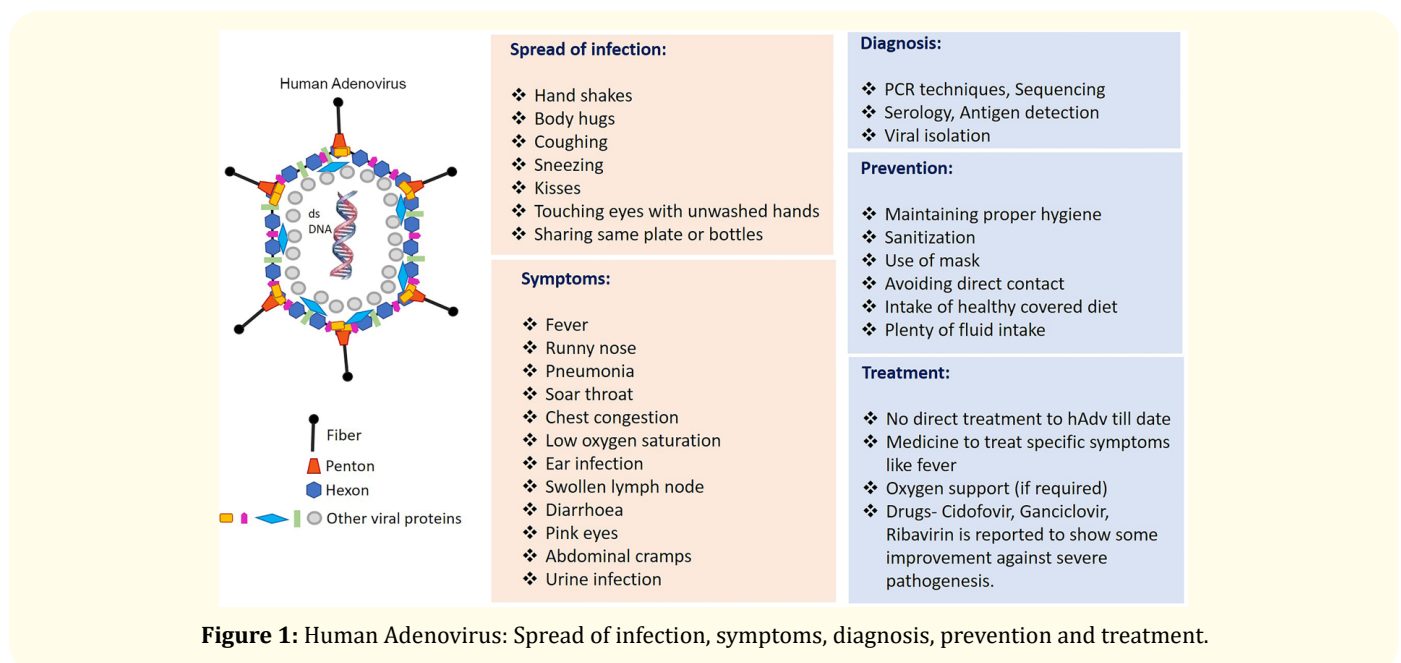 Human Adenovirus
ds
DNA
Fiber
Penton
Hexon
Other viral proteins
Spread of infection:
❖ Hand shakes
❖ Body hugs
❖ Coughing
❖ Sneezing
❖ Kisses
❖ Touching eyes with unwashed hands
❖ Sharing same plate or bottles
Symptoms:
❖ Fever
❖ Runny nose
❖ Pneumonia
❖ Soar throat
❖ Chest congestion
❖ Low oxygen saturation
❖ Ear infection
❖ Swollen lymph node
❖ Diarrhoea
❖ Pink eyes
❖ Abdominal cramps
❖ Urine infection
Diagnosis:
❖ PCR techniques, Sequencing
❖ Serology, Antigen detection
❖ Viral isolation
Prevention:
❖ Maintaining proper hygiene
❖ Sanitization
❖ Use of mask
❖ Avoiding direct contact
❖ Intake of healthy covered diet
❖ Plenty of fluid intake
Treatment:
❖ No direct treatment to hAdv till date
❖ Medicine to treat specific symptoms
like fever
❖ Oxygen support (if required)
❖ Drugs- Cidofovir, Ganciclovir,
Ribavirin is reported to show some
improvement against severe
pathogenesis.
Figure 1: Human Adenovirus: Spread of infection, symptoms, diagnosis, prevention and treatment.